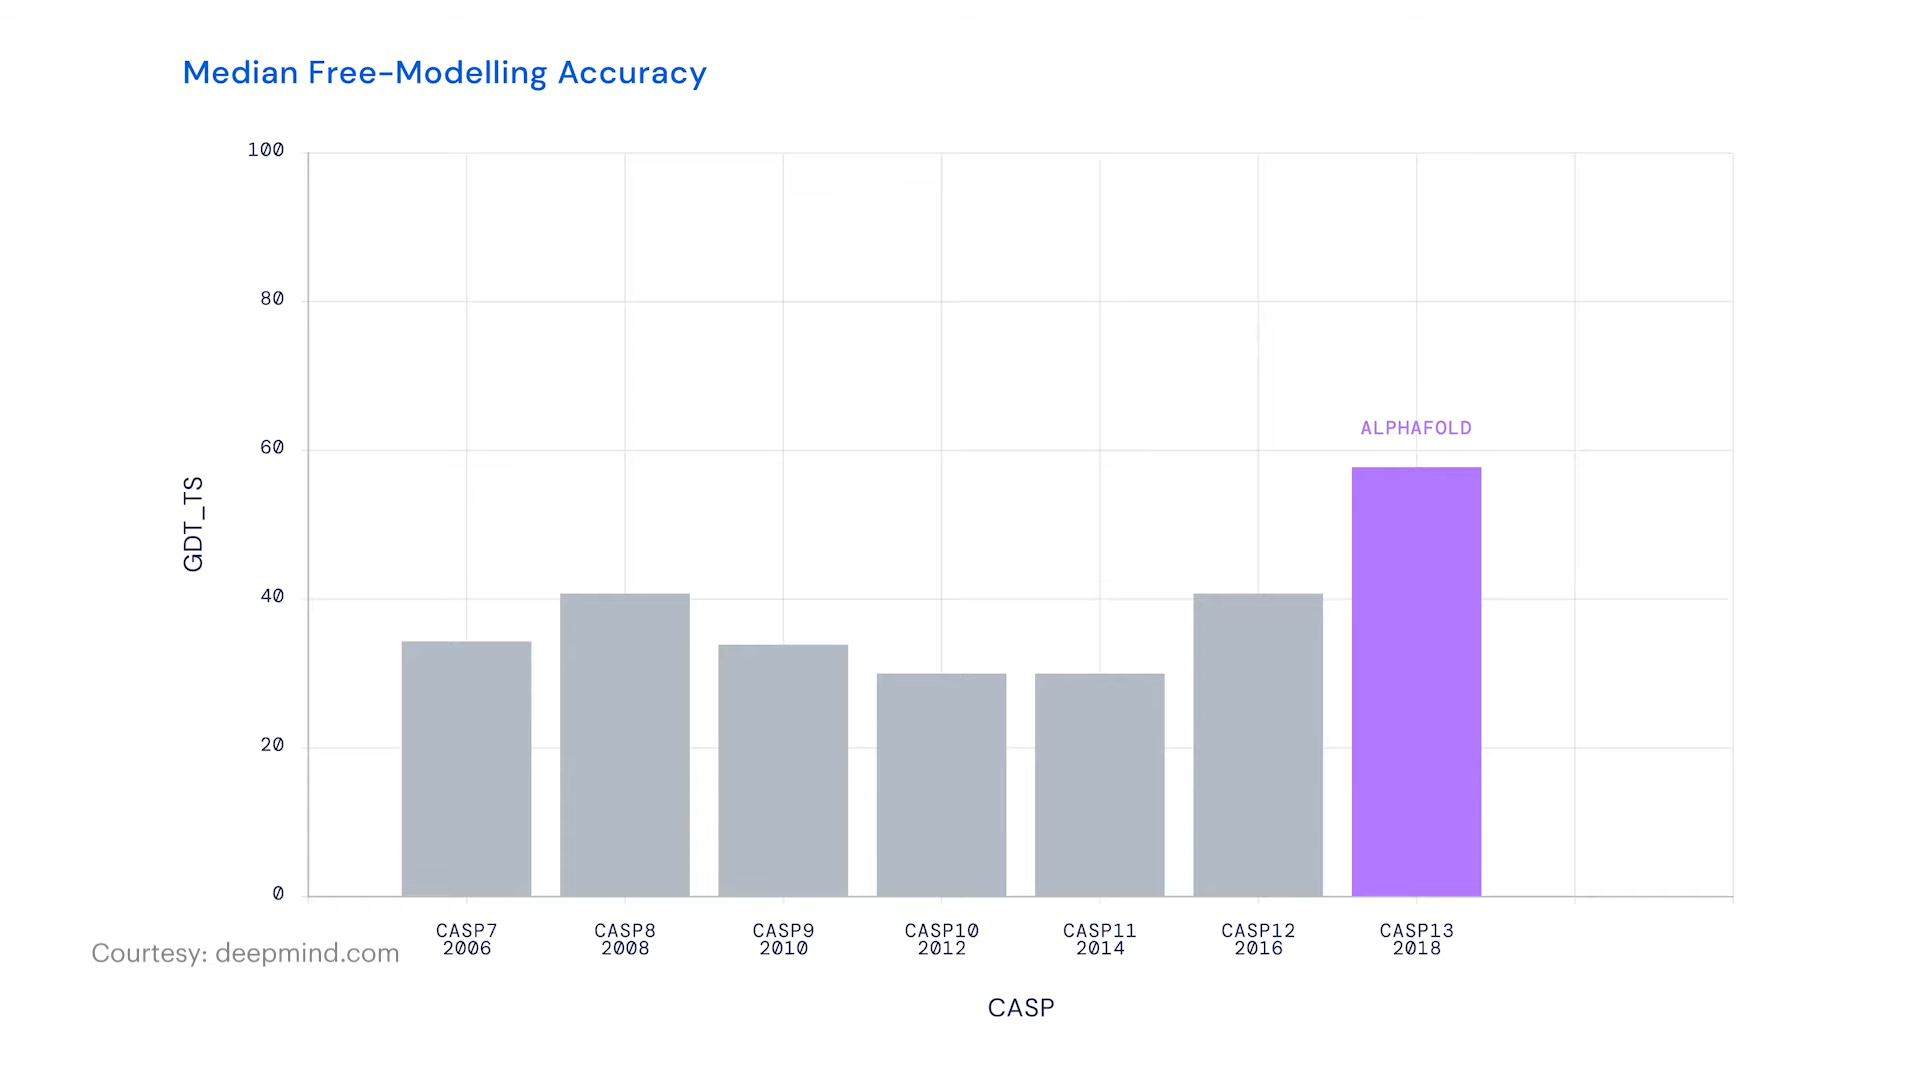 Median Free-Modelling Accuracy
100
80
60
40
20
0
GDT_TS
ALPHAFOLD
CASP7
2006
CASP8
2008
CASP9
2010
CASP10
2012
CASP11
2014
CASP12
2016
CASP13
2018
Courtesy: deepmind.com
CASP